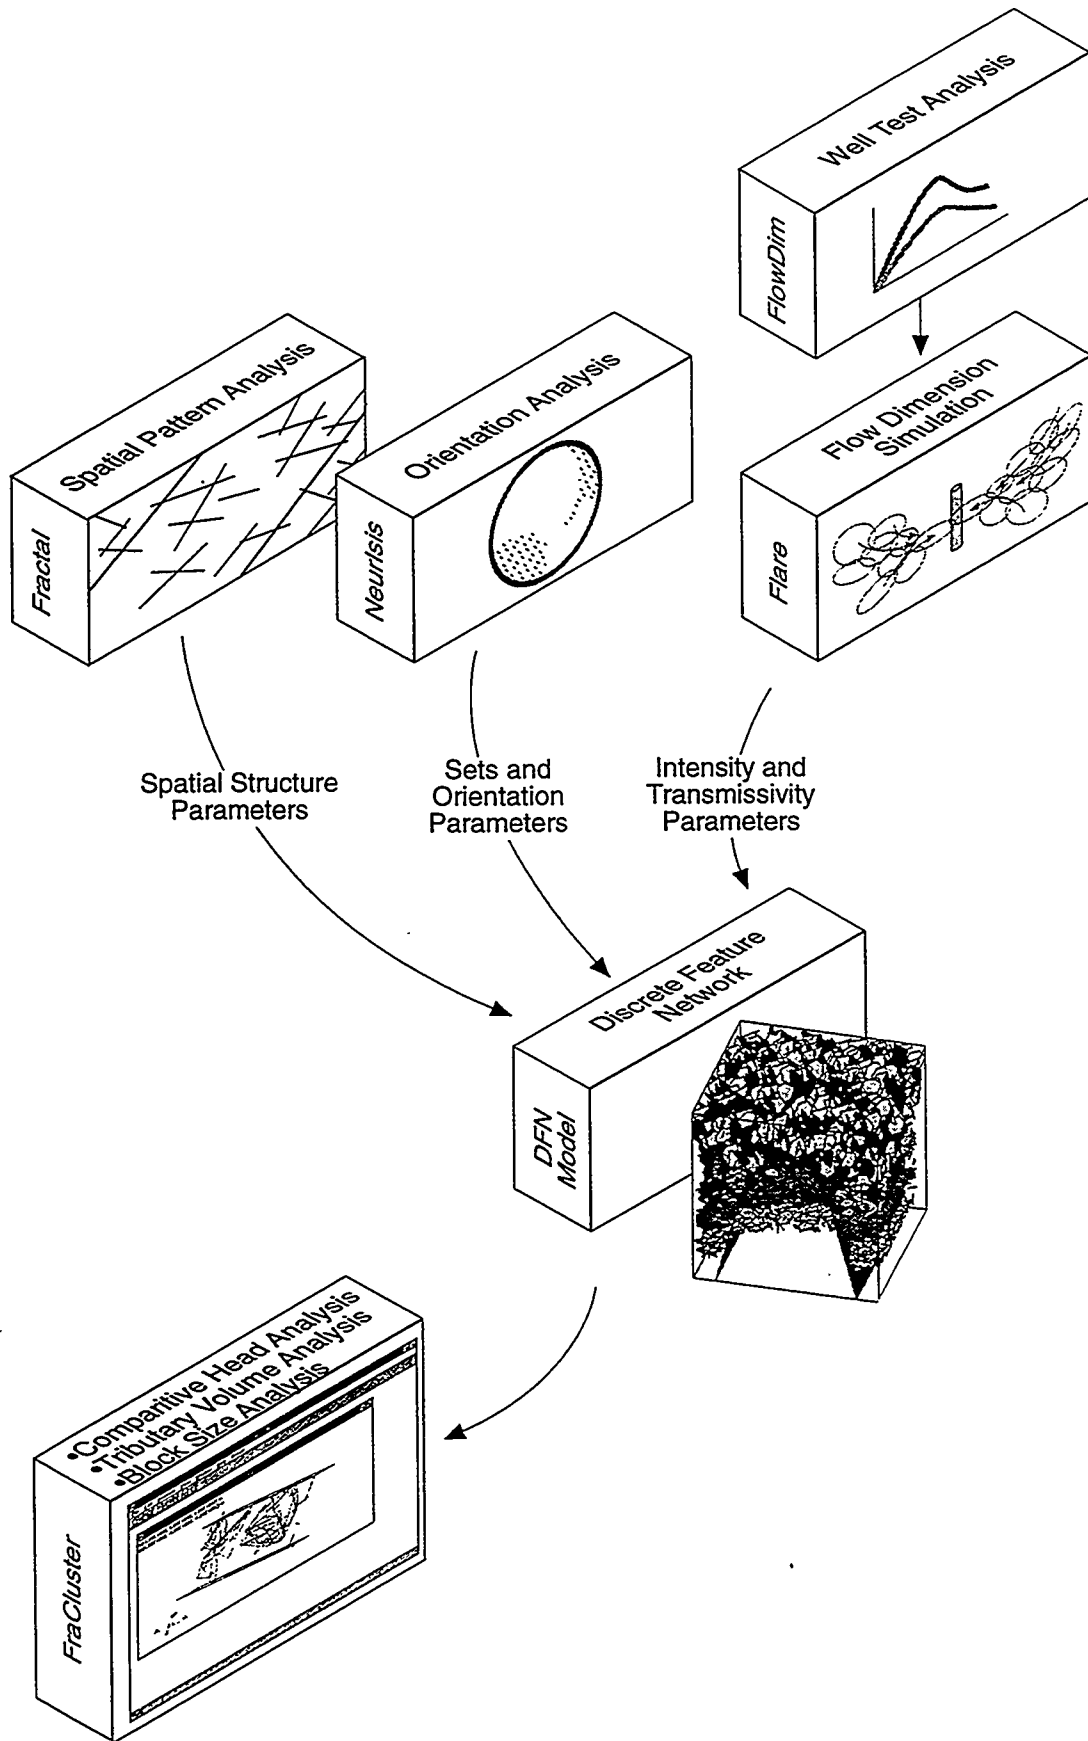 Well Test Analysis
FlowDim
Spatial Pattern Analysis
Fractal
Orientation Analysis
NeurIsis
Flow Dimension
Simulation
Flare
Spatial Structure
Parameters
Sets and
Orientation
Parameters
Intensity and
Transmissivity
Parameters
Discrete Feature
Network
DFN
Model
•Comparitive Head Analysis
•Tributary Volume Analysis
•Block Size Analysis
FraCluster